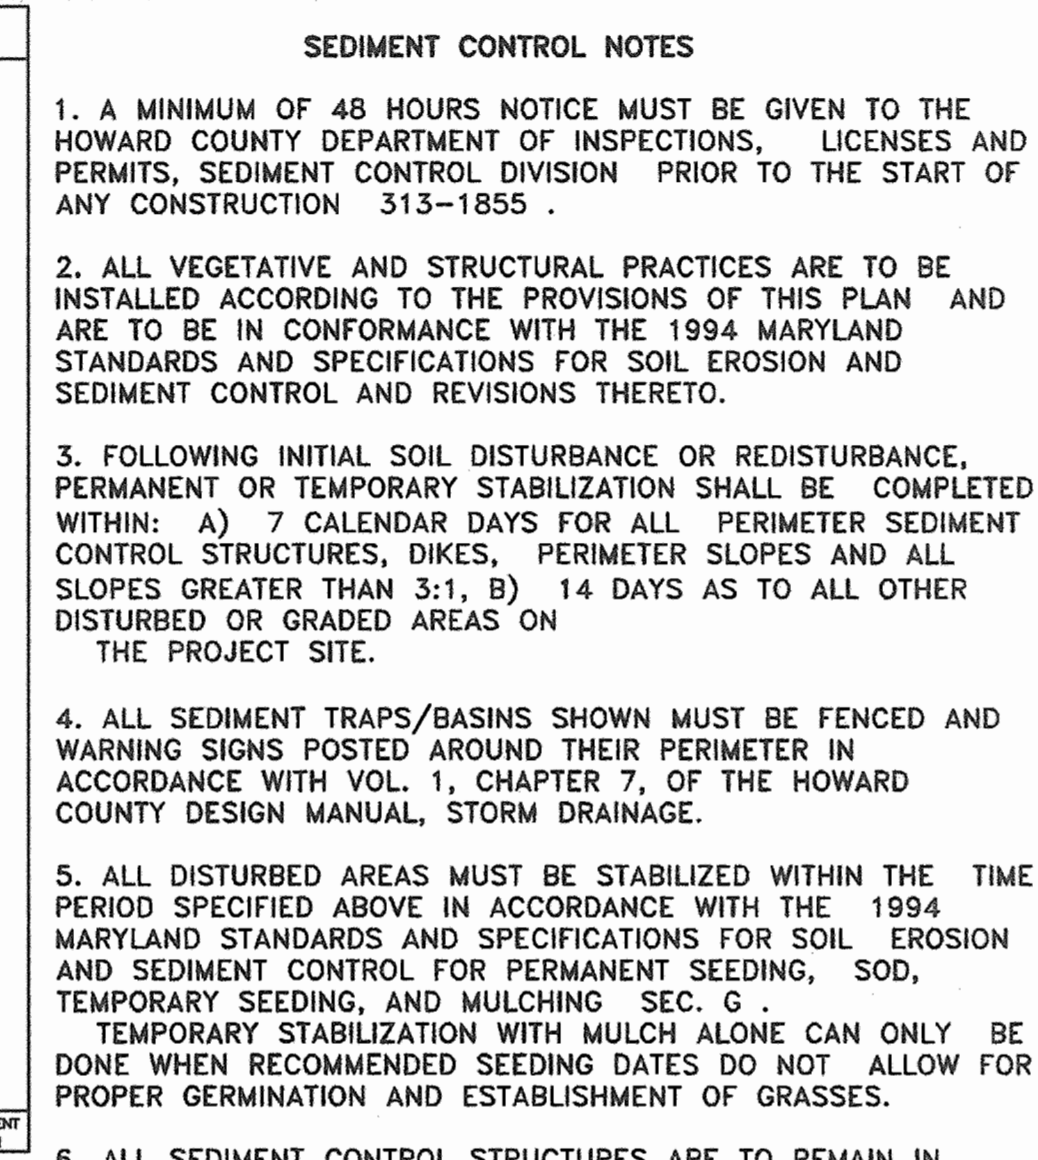 SEDIMENT CONTROL NOTES
1. A MINIMUM OF 48 HOURS NOTICE MUST BE GIVEN TO THE
HOWARD COUNTY DEPARTMENT OF INSPECTIONS, LICENSES AND
PERMITS, SEDIMENT CONTROL DIVISION PRIOR TO THE START OF
ANY CONSTRUCTION 313-1855 .
2. ALL VEGETATIVE AND STRUCTURAL PRACTICES ARE TO BE
INSTALLED ACCORDING TO THE PROVISIONS OF THIS PLAN AND
ARE TO BE IN CONFORMANCE WITH THE 1994 MARYLAND
STANDARDS AND SPECIFICATIONS FOR SOIL EROSION AND
SEDIMENT CONTROL AND REVISIONS THERETO.
3. FOLLOWING INITIAL SOIL DISTURBANCE OR REDISTURBANCE,
PERMANENT OR TEMPORARY STABILIZATION SHALL BE COMPLETED
WITHIN: A) 7 CALENDAR DAYS FOR ALL PERIMETER SEDIMENT
CONTROL STRUCTURES, DIKES, PERIMETER SLOPES AND ALL
SLOPES GREATER THAN 3:1, B) 14 DAYS AS TO ALL OTHER
DISTURBED OR GRADED AREAS ON
THE PROJECT SITE.
4. ALL SEDIMENT TRAPS/BASINS SHOWN MUST BE FENCED AND
WARNING SIGNS POSTED AROUND THEIR PERIMETER IN
ACCORDANCE WITH VOL. 1, CHAPTER 7, OF THE HOWARD
COUNTY DESIGN MANUAL, STORM DRAINAGE.
5. ALL DISTURBED AREAS MUST BE STABILIZED WITHIN THE TIME
PERIOD SPECIFIED ABOVE IN ACCORDANCE WITH THE 1994
MARYLAND STANDARDS AND SPECIFICATIONS FOR SOIL EROSION
AND SEDIMENT CONTROL FOR PERMANENT SEEDING, SOD,
TEMPORARY SEEDING, AND MULCHING SEC. G .
TEMPORARY STABILIZATION WITH MULCH ALONE CAN ONLY BE
DONE WHEN RECOMMENDED SEEDING DATES DO NOT ALLOW FOR
PROPER GERMINATION AND ESTABLISHMENT OF GRASSES.
6. ALL SEDIMENT CONTROL STRUCTURES ARE TO REMAIN IN